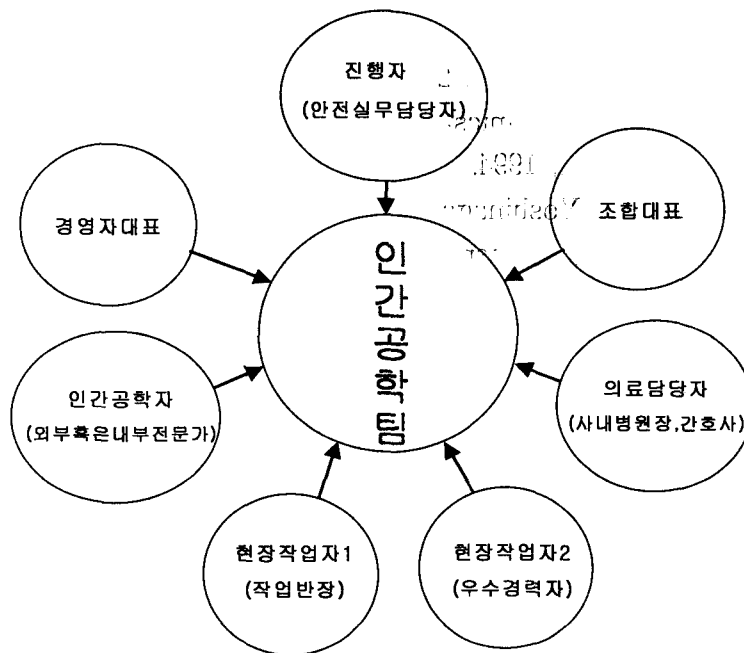 진행자
(안전실무담당자)
경영자대표
조합대표
인간공학팀
인간공학자
(외부혹은내부전문가)
의료담당자
(사내병원장,간호사)
현장작업자1
(작업반장)
현장작업자2
(우수경력자)